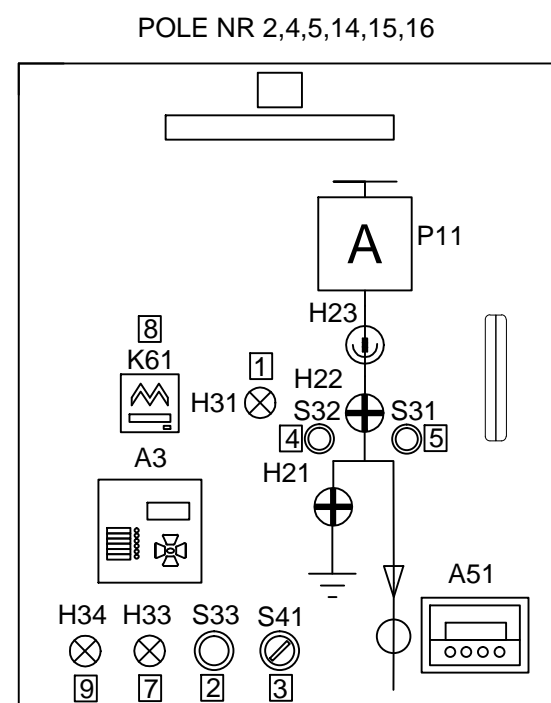 POLE NR 2,4,5,14,15,16
A
P11
H23
8
K61
1
H22
H31
S32
S31
4
5
A3
H21
A51
H34 H33 S33 S41
9 7 2 3